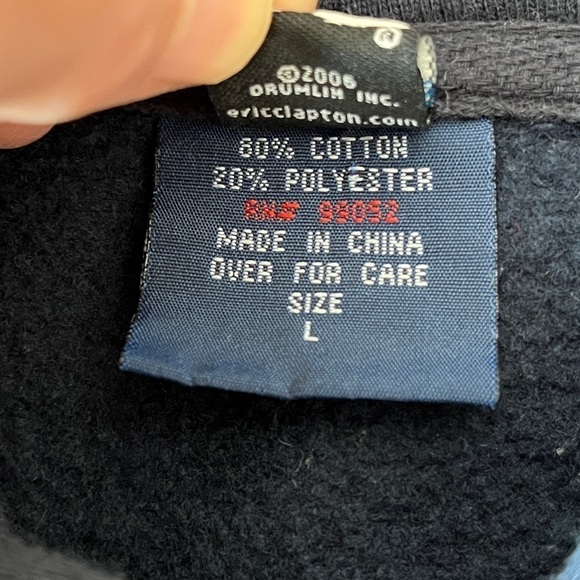 ©2006
DRUMLIN INC.
ericclapton.com
80% COTTON
20% POLYESTER
RN# 99052
MADE IN CHINA
OVER FOR CARE
SIZE
L